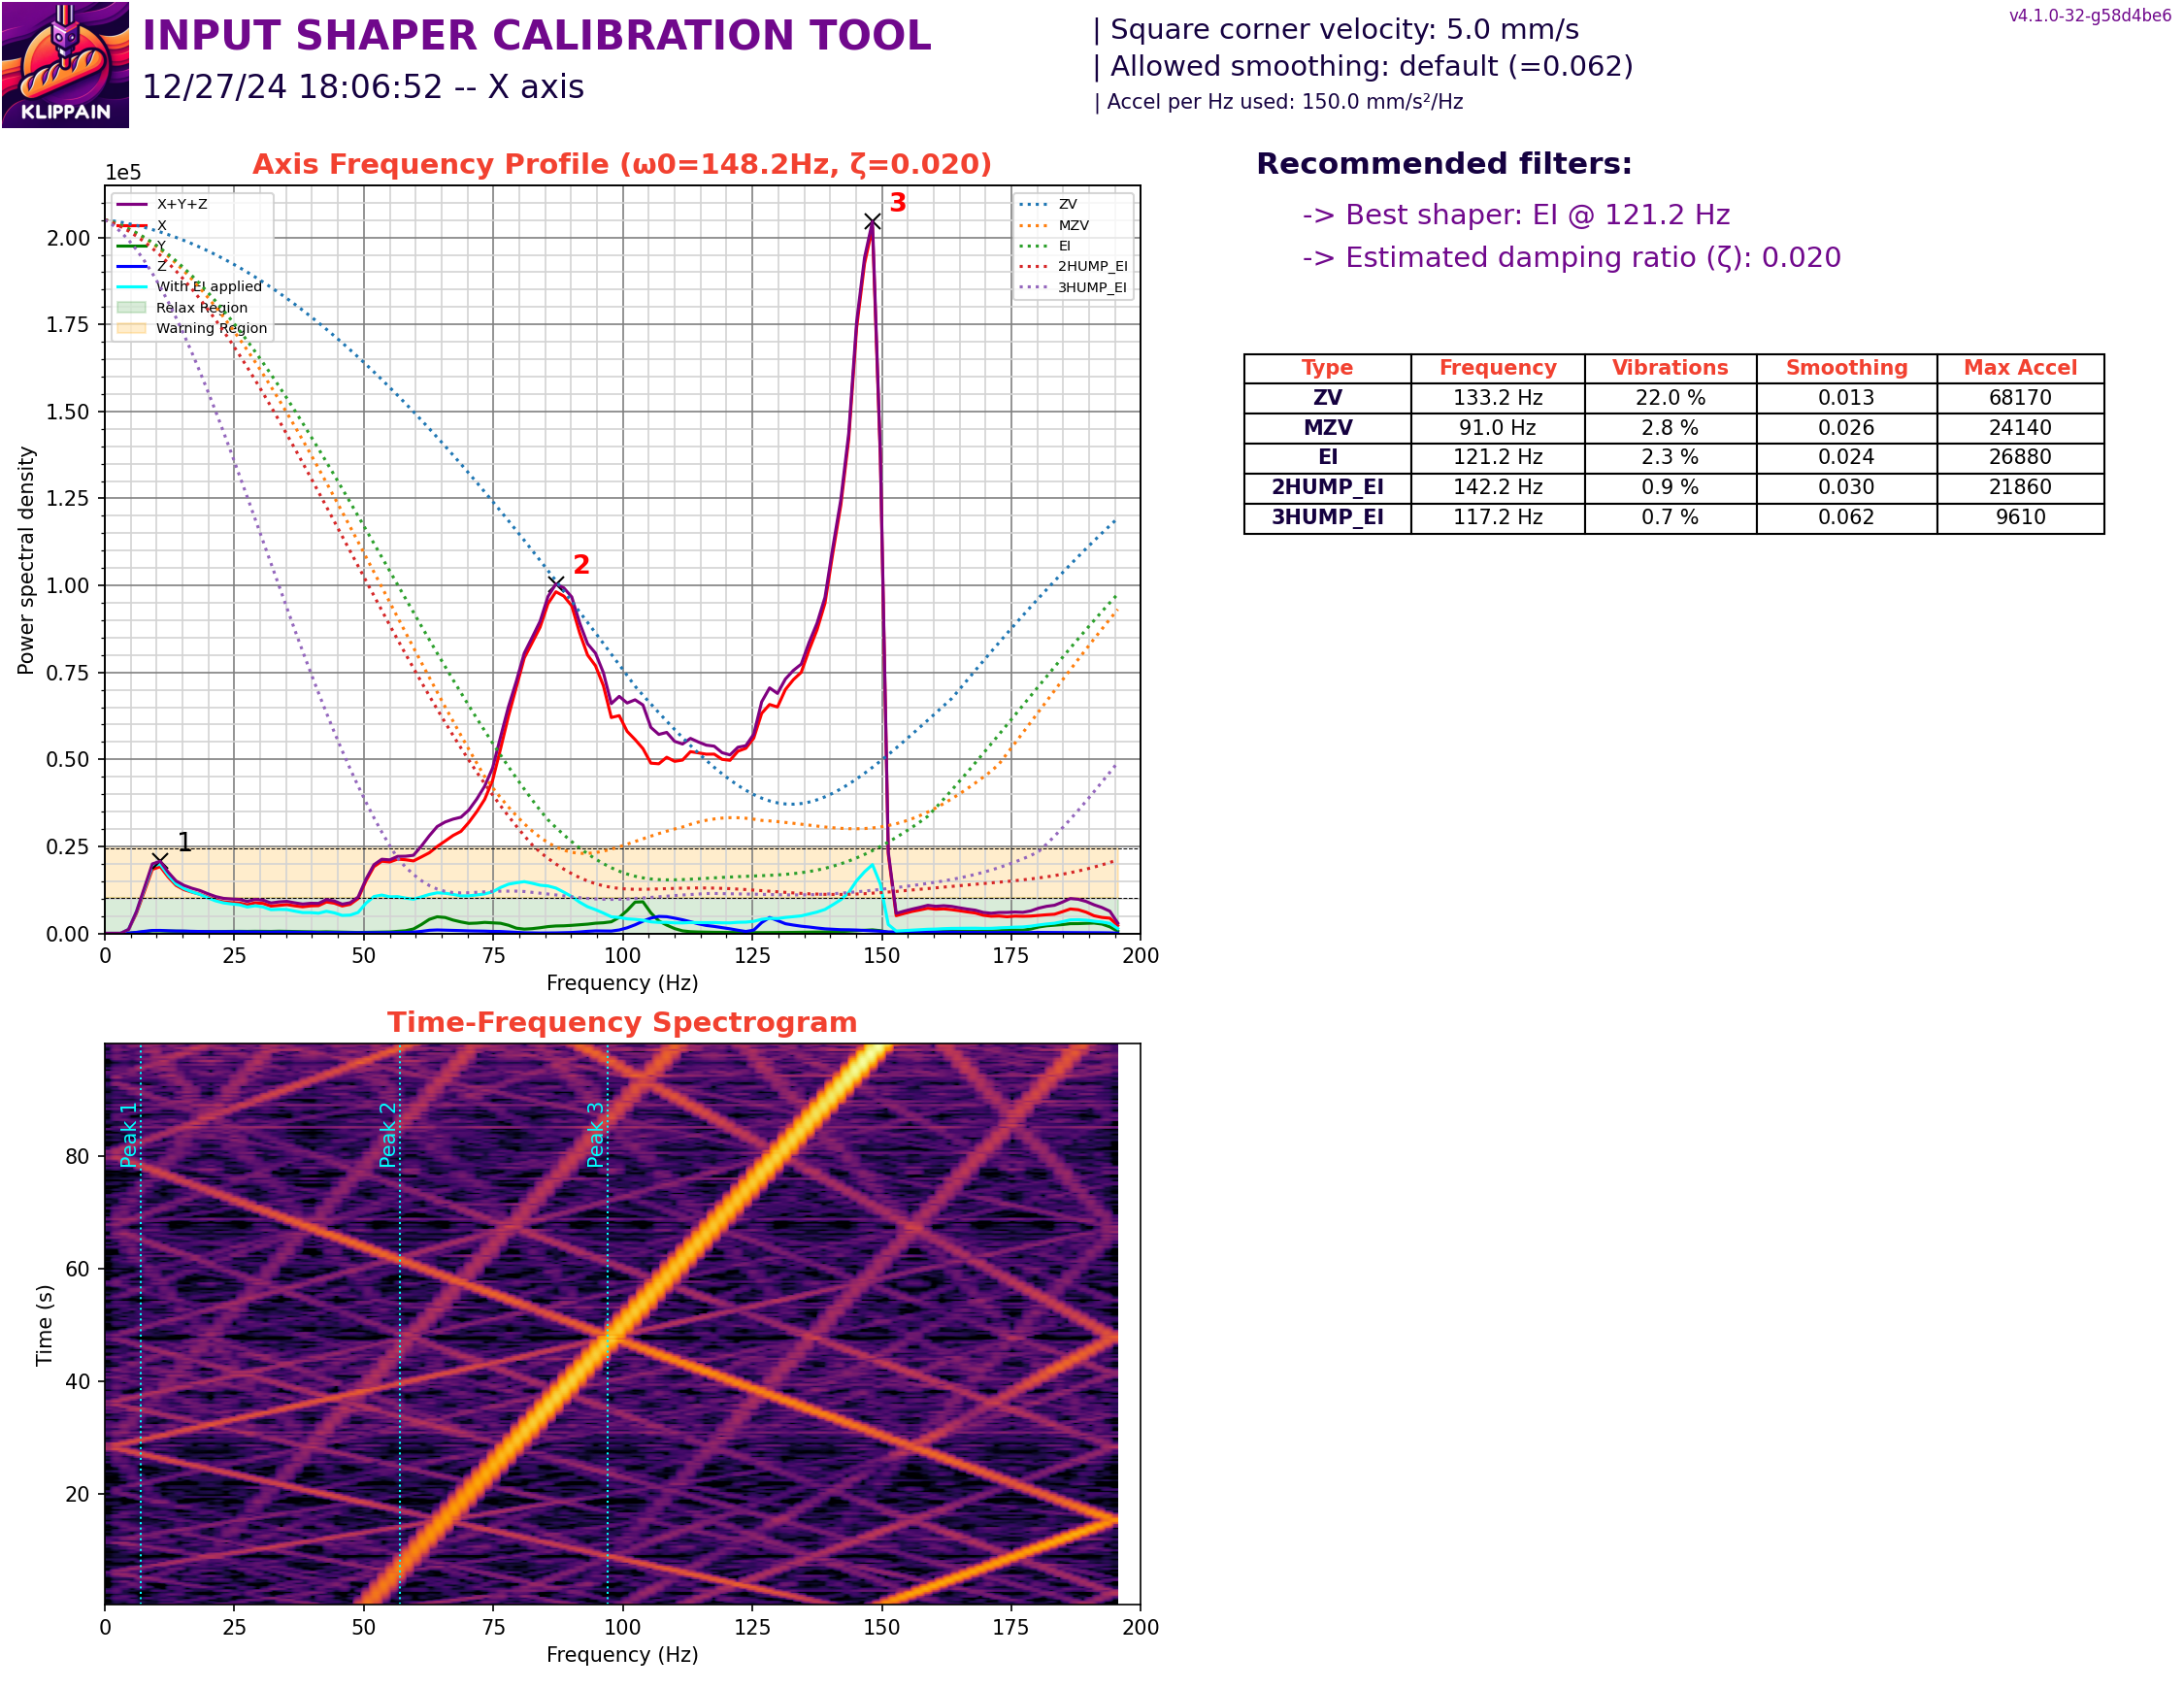 KLIPPAIN
INPUT SHAPER CALIBRATION TOOL
12/27/24 18:06:52 -- X axis
| Square corner velocity: 5.0 mm/s
| Allowed smoothing: default (=0.062)
| Accel per Hz used: 150.0 mm/s²/Hz
v4.1.0-32-g58d4be6
Axis Frequency Profile (ω0=148.2Hz, ζ=0.020)
1e5
X+Y+Z
X
Y
Z
With EI applied
Relax Region
Warning Region
ZV
MZV
EI
2HUMP_EI
3HUMP_EI
1
2
3
Power spectral density
2.00
1.75
1.50
1.25
1.00
0.75
0.50
0.25
0.00
0 25 50 75 100 125 150 175 200
Frequency (Hz)
Recommended filters:
-> Best shaper: EI @ 121.2 Hz
-> Estimated damping ratio (ζ): 0.020
Type Frequency Vibrations Smoothing Max Accel
ZV 133.2 Hz 22.0 % 0.013 68170
MZV 91.0 Hz 2.8 % 0.026 24140
EI 121.2 Hz 2.3 % 0.024 26880
2HUMP_EI 142.2 Hz 0.9 % 0.030 21860
3HUMP_EI 117.2 Hz 0.7 % 0.062 9610
Time-Frequency Spectrogram
Peak 1
Peak 2
Peak 3
Time (s)
80
60
40
20
0 25 50 75 100 125 150 175 200
Frequency (Hz)